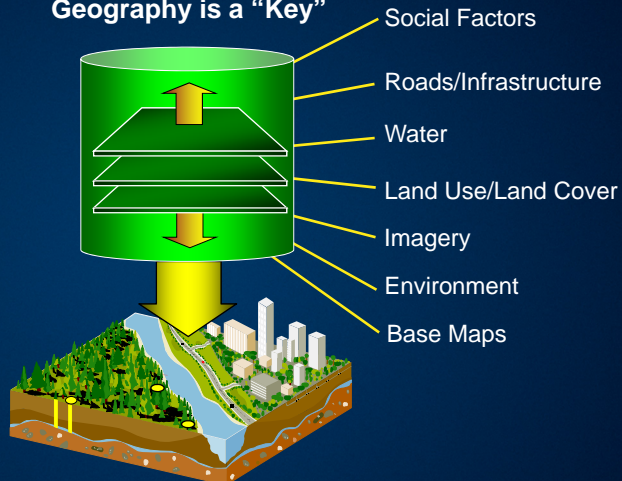 Geography is a “Key”
Social Factors
Roads/Infrastructure
Water
Land Use/Land Cover
Imagery
Environment
Base Maps